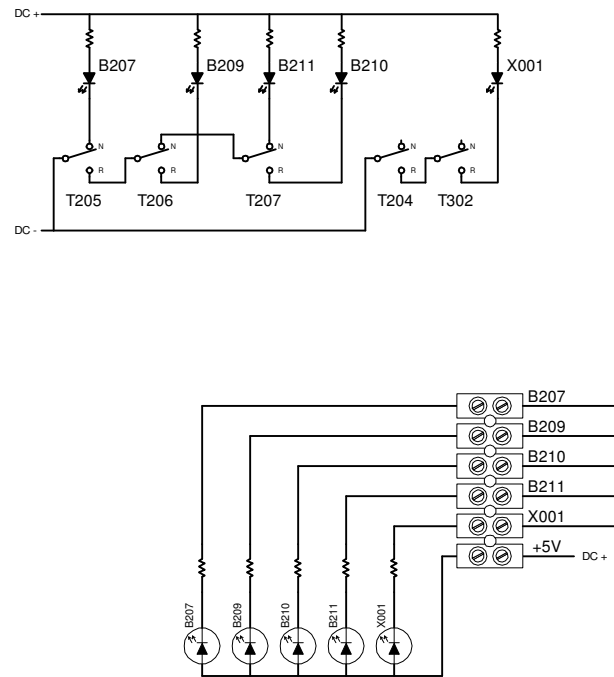 DC +
B207 B209 B211 B210 X001
N N N N N
R R R R R
T205 T206 T207 T204 T302
DC -
B207
B209
B210
B211
X001
+5V DC +
B207 B209 B210 B211 X001